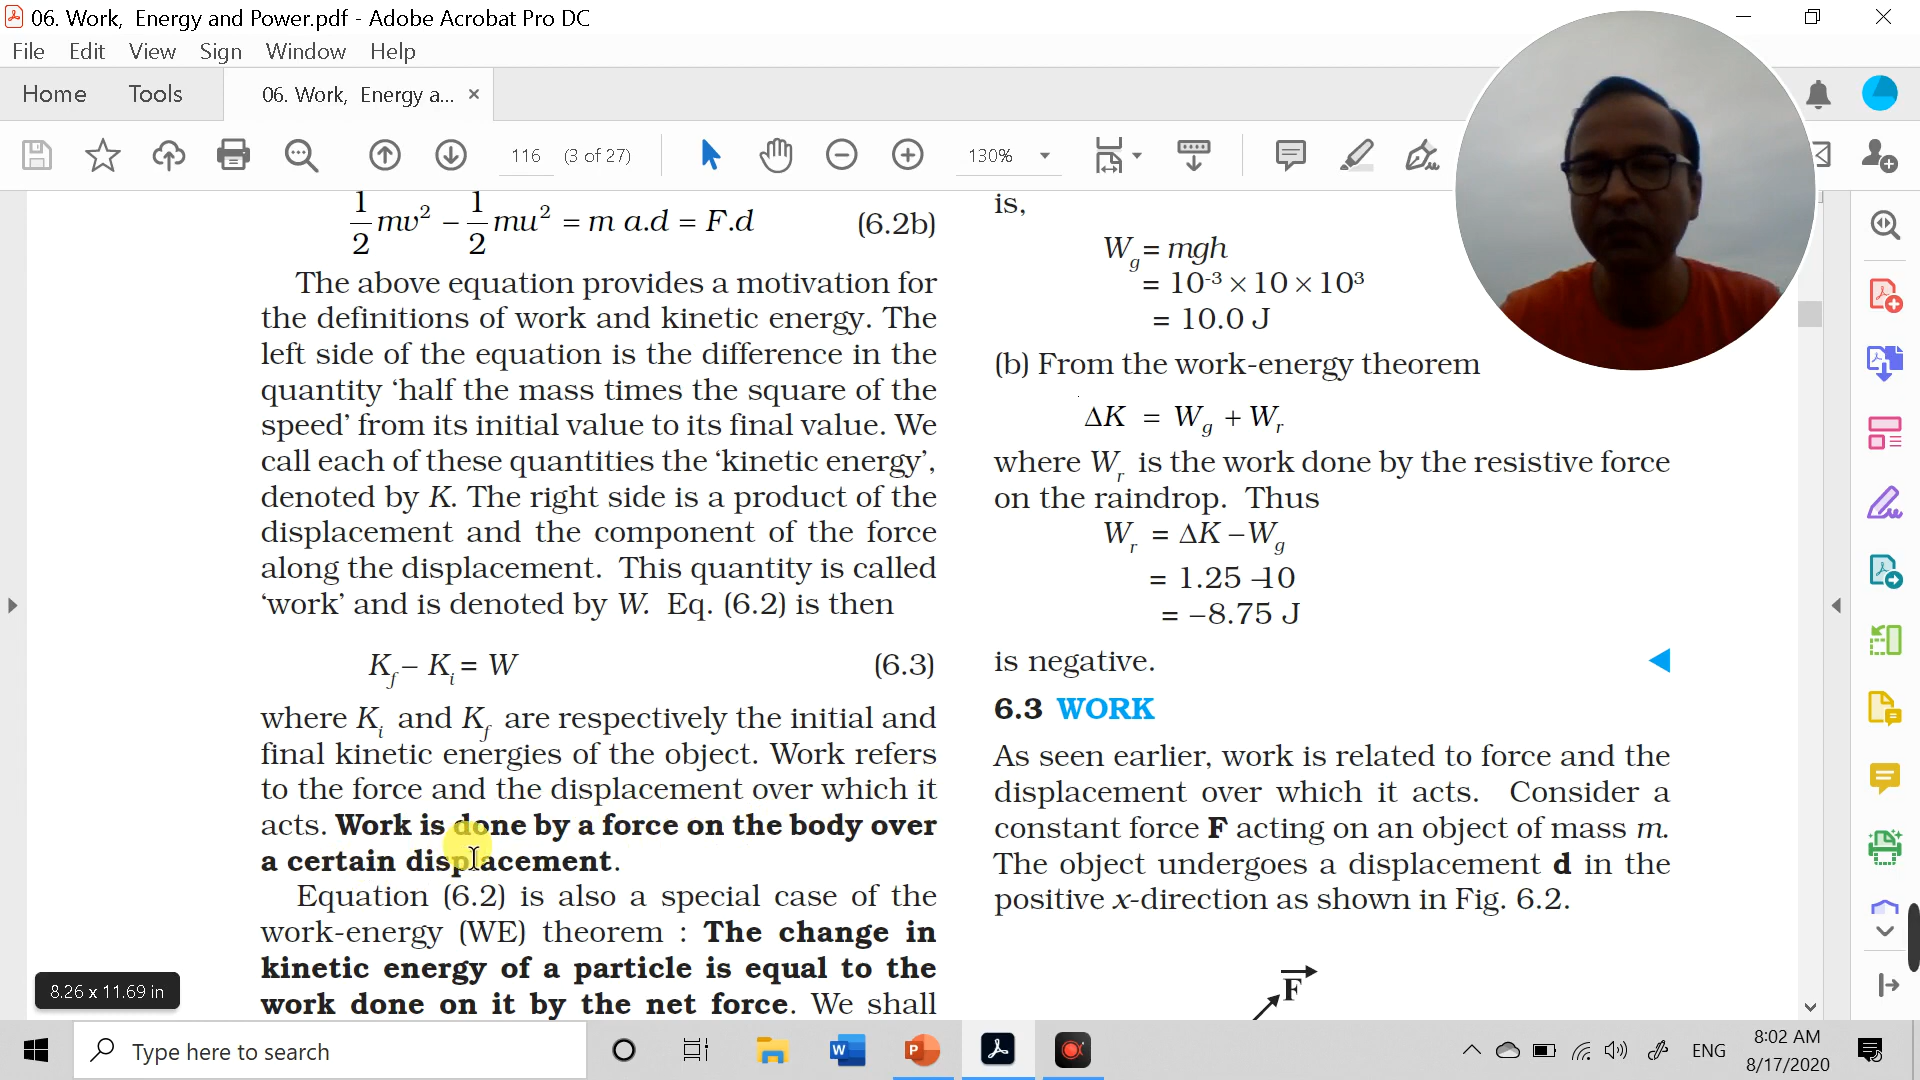 06. Work,  Energy and Power.pdf - Adobe Acrobat Pro DC
File Edit View Sign Window Help
Home Tools 06. Work,  Energy a... ×
116 (3 of 27) 130%
1/2 mv² − 1/2 mu² = m a.d = F.d (6.2b)
The above equation provides a motivation for
the definitions of work and kinetic energy. The
left side of the equation is the difference in the
quantity ‘half the mass times the square of the
speed’ from its initial value to its final value. We
call each of these quantities the ‘kinetic energy’,
denoted by K. The right side is a product of the
displacement and the component of the force
along the displacement. This quantity is called
‘work’ and is denoted by W. Eq. (6.2) is then
K_f − K_i = W (6.3)
where K_i and K_f are respectively the initial and
final kinetic energies of the object. Work refers
to the force and the displacement over which it
acts. Work is done by a force on the body over
a certain displacement.
Equation (6.2) is also a special case of the
work-energy (WE) theorem : The change in
kinetic energy of a particle is equal to the
work done on it by the net force. We shall
is,
W_g = mgh
= 10⁻³ × 10 × 10³
= 10.0 J
(b) From the work-energy theorem
ΔK = W_g + W_r
where W_r is the work done by the resistive force
on the raindrop. Thus
W_r = ΔK − W_g
= 1.25 −10
= −8.75 J
is negative.
6.3 WORK
As seen earlier, work is related to force and the
displacement over which it acts. Consider a
constant force F acting on an object of mass m.
The object undergoes a displacement d in the
positive x-direction as shown in Fig. 6.2.
F
8.26 x 11.69 in
Type here to search
W
P
ENG
8:02 AM
8/17/2020